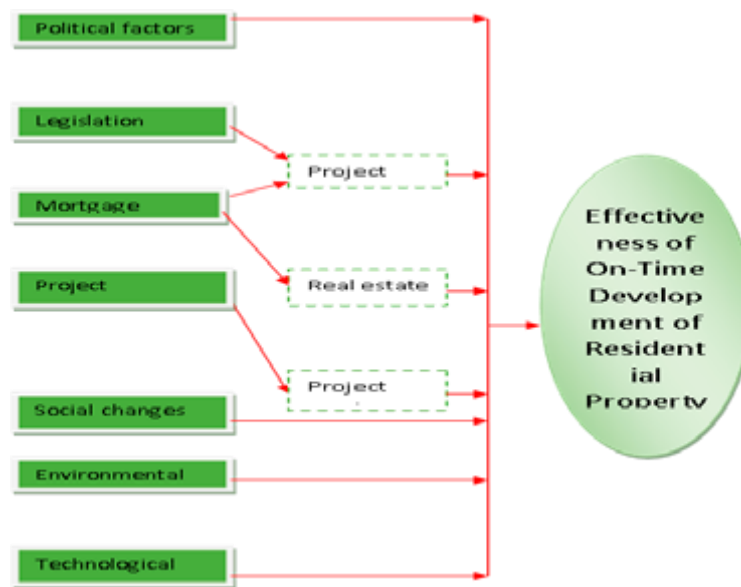 Political factors
Legislation
Project
Mortgage
Project
Real estate
Project
Social changes
Environmental
Technological
Effective
ness of
On-Time
Develop
ment of
Resident
ial
Property